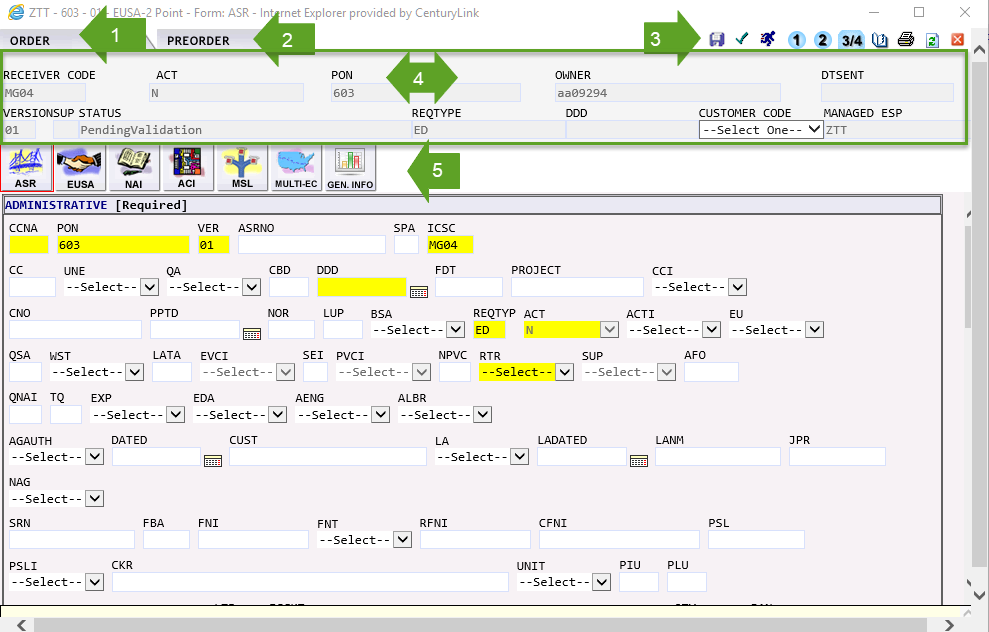 ZTT - 603 - 01 - EUSA-2 Point - Form: ASR - Internet Explorer provided by CenturyLink
ORDER 1 PREORDER 2 3 1 2 3/4
RECEIVER CODE ACT PON 4 OWNER DTSENT
MG04 N 603 aa09294
VERSION SUP STATUS REQTYPE DDD CUSTOMER CODE MANAGED ESP
01 PendingValidation ED --Select One-- ZTT
ASR EUSA NAI ACI MSL MULTI-EC GEN. INFO 5
ADMINISTRATIVE [Required]
CCNA PON VER ASRNO SPA ICSC
603 01 MG04
CC UNE QA CBD DDD FDT PROJECT CCI
--Select-- --Select-- --Select--
CNO PPTD NOR LUP BSA REQTYP ACT ACTI EU
--Select-- ED N --Select-- --Select--
QSA WST LATA EVCI SEI PVCI NPVC RTR SUP AFO
--Select-- --Select-- --Select-- --Select-- --Select--
QNAI TQ EXP EDA AENG ALBR
--Select-- --Select-- --Select-- --Select--
AGAUTH DATED CUST LA LADATED LANM JPR
--Select-- --Select--
NAG
--Select--
SRN FBA FNI FNT RFNI CFNI PSL
--Select--
PSLI CKR UNIT PIU PLU
--Select-- --Select--